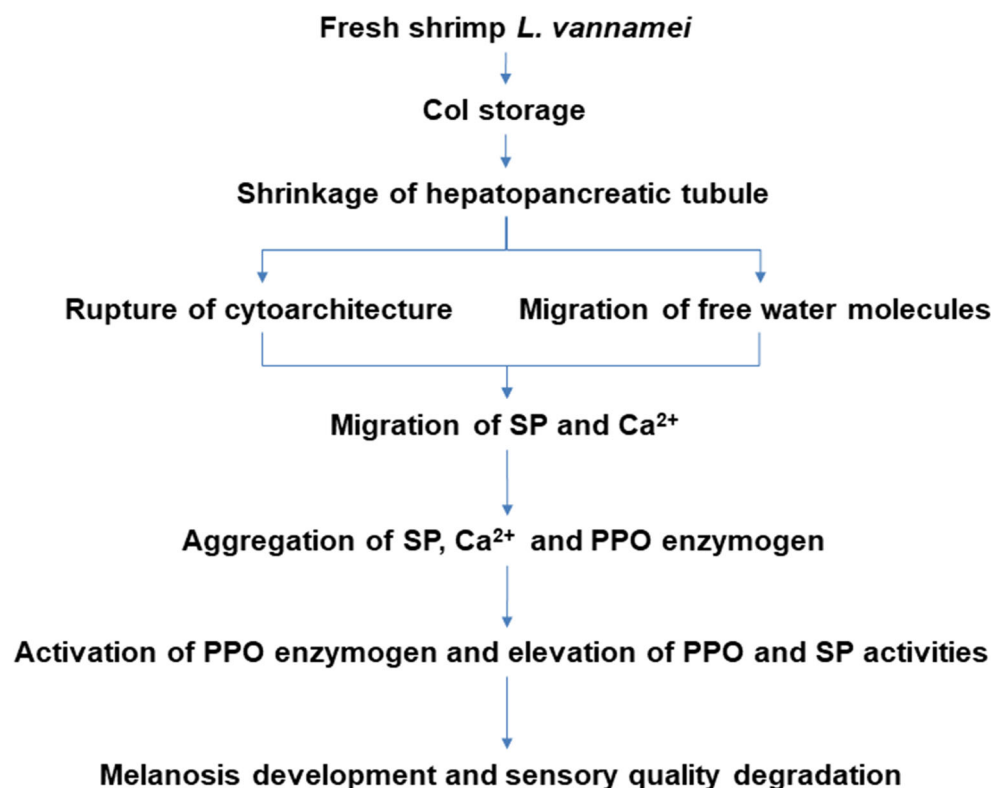 Fresh shrimp L. vannamei
Col storage
Shrinkage of hepatopancreatic tubule
Rupture of cytoarchitecture
Migration of free water molecules
Migration of SP and Ca²⁺
Aggregation of SP, Ca²⁺ and PPO enzymogen
Activation of PPO enzymogen and elevation of PPO and SP activities
Melanosis development and sensory quality degradation